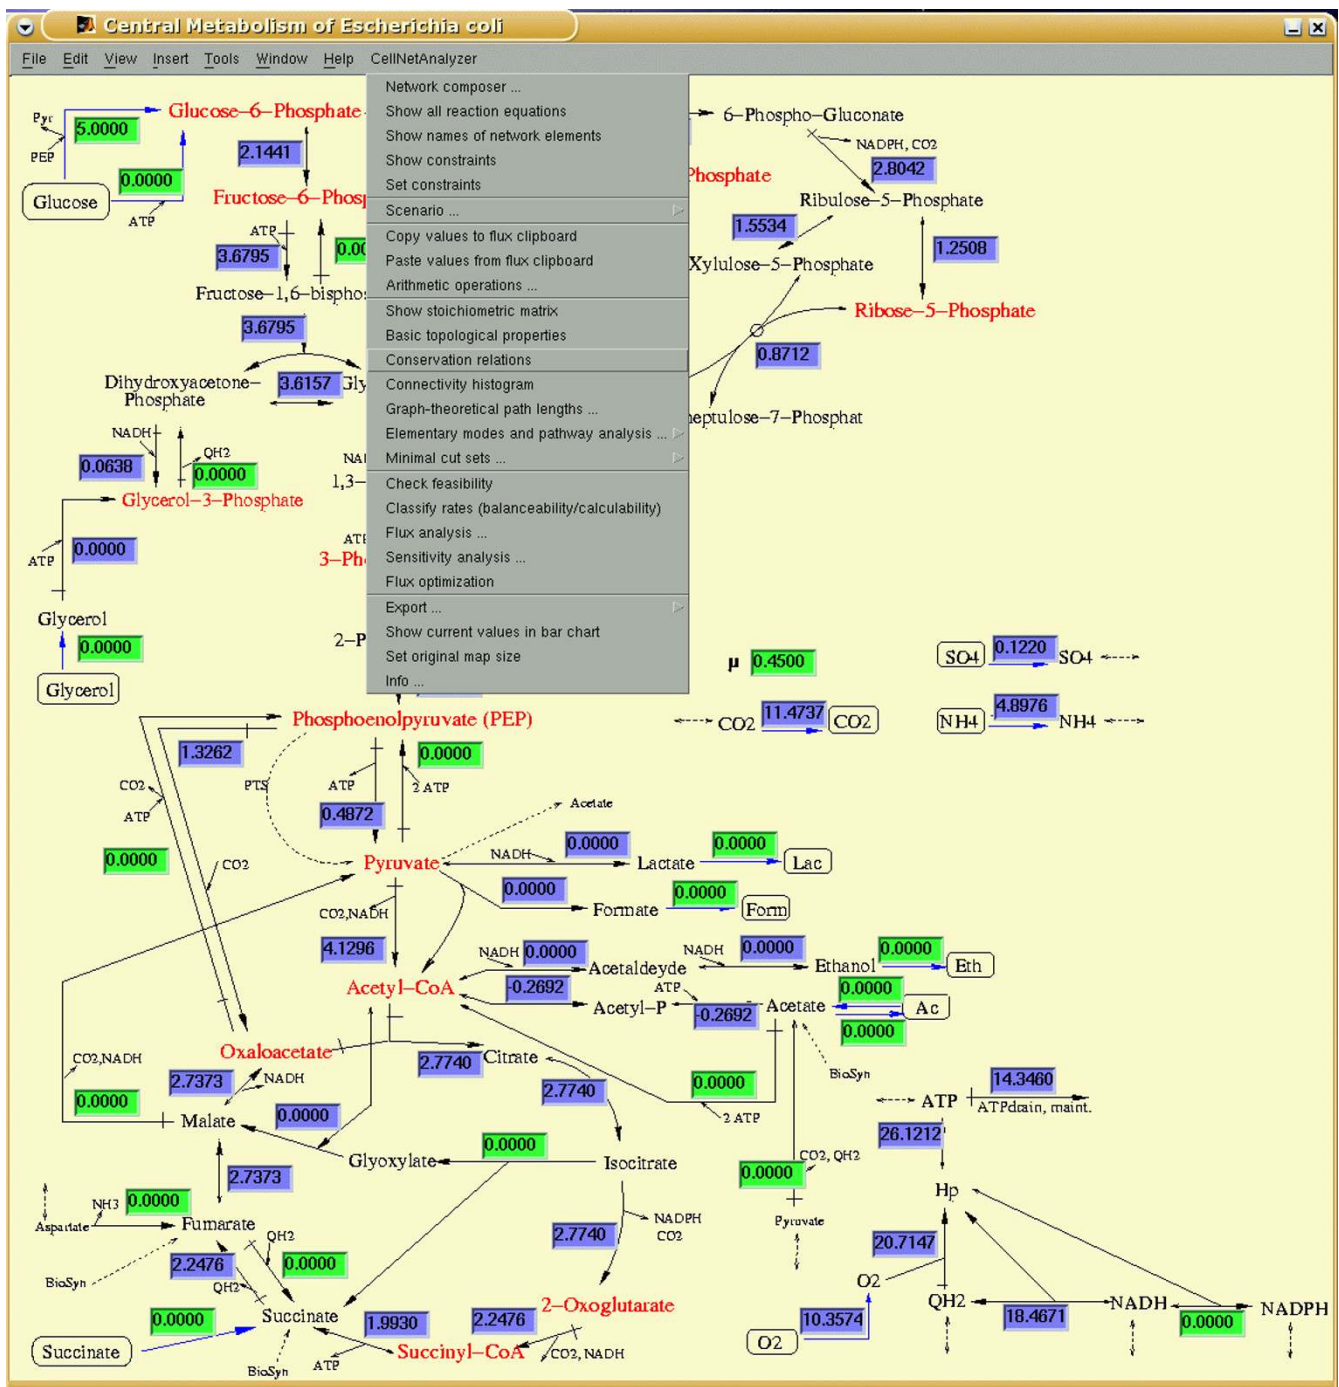 Central Metabolism of Escherichia coli
File Edit View Insert Tools Window Help CellNetAnalyzer
Network composer ...
Show all reaction equations
Show names of network elements
Show constraints
Set constraints
Scenario ...
Copy values to flux clipboard
Paste values from flux clipboard
Arithmetic operations ...
Show stoichiometric matrix
Basic topological properties
Conservation relations
Connectivity histogram
Graph-theoretical path lengths ...
Elementary modes and pathway analysis ...
Minimal cut sets ...
Check feasibility
Classify rates (balanceability/calculability)
Flux analysis ...
Sensitivity analysis ...
Flux optimization
Export ...
Show current values in bar chart
Set original map size
Info ...
Pyr
5.0000
Glucose-6-Phosphate
6-Phospho-Gluconate
PEP
2.1441
NADPH, CO2
2.8042
0.0000
Glucose
ATP
Fructose-6-Phosp
Phosphate
Ribulose-5-Phosphate
ATP
3.6795
0.00
1.5534
1.2508
Fructose-1,6-bispho
Xylulose-5-Phosphate
3.6795
Ribose-5-Phosphate
0.8712
Dihydroxyacetone-
Phosphate
3.6157
Gly
heptulose-7-Phosphat
NADH
QH2
0.0638
0.0000
NA
1,3-
Glycerol-3-Phosphate
ATP
0.0000
AT
3-Ph
Glycerol
0.0000
2-P
Glycerol
μ 0.4500
SO4 0.1220 SO4
CO2 11.4737 CO2
NH4 4.8976 NH4
Phosphoenolpyruvate (PEP)
1.3262
0.0000
CO2
PTS
ATP
2 ATP
ATP
0.4872
Acetate
0.0000
CO2
Pyruvate
NADH
0.0000
Lactate
0.0000
Lac
CO2,NADH
0.0000
Formate
0.0000
Form
4.1296
NADH
0.0000
Acetaldeyde
NADH
0.0000
Ethanol
0.0000
Eth
Acetyl-CoA
-0.2692
Acetyl-P
ATP
-0.2692
Acetate
0.0000
Ac
0.0000
Oxaloacetate
CO2,NADH
2.7373
NADH
2.7740
Citrate
BioSyn
0.0000
Malate
0.0000
2.7740
0.0000
2 ATP
ATP
14.3460
ATPdrain, maint.
26.1212
Glyoxylate
0.0000
Isocitrate
CO2, QH2
0.0000
Hp
2.7373
NADPH
CO2
Pyruvate
Aspartate
NH3
0.0000
Fumarate
QH2
2.7740
20.7147
BioSyn
2.2476
QH2
0.0000
O2
0.0000
Succinate
2-Oxoglutarate
QH2
18.4671
NADH
0.0000
NADPH
Succinate
1.9930
2.2476
10.3574
O2
BioSyn
ATP
Succinyl-CoA
CO2, NADH